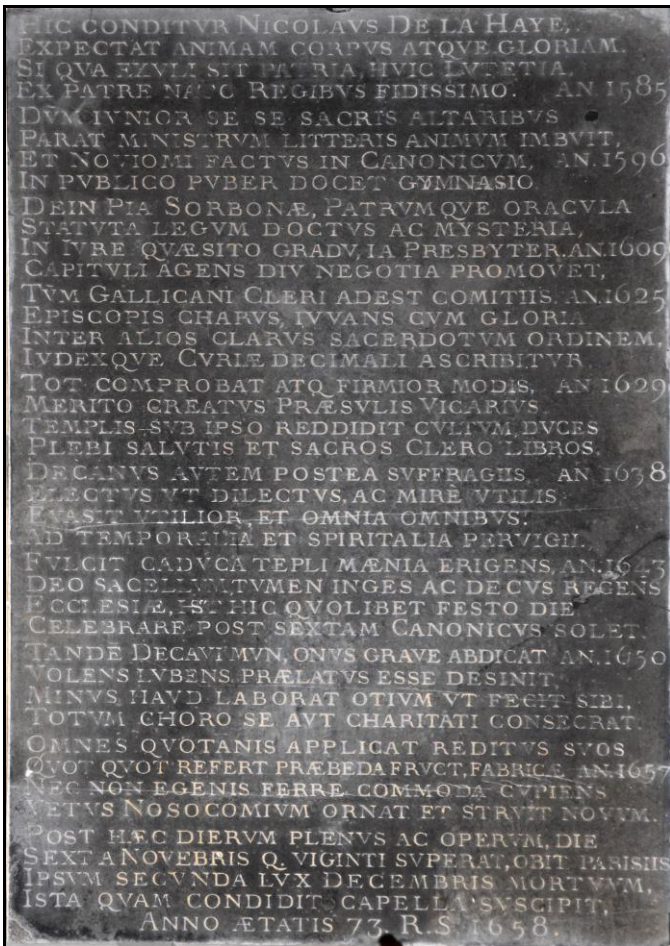 HIC CONDITVR NICOLAVS DE LA HAYE,
EXPECTAT ANIMAM CORPVS ATQVE GLORIAM.
SI QVA EXVLI SIT PATRIA, HVIC LVTETIA,
EX PATRE NATO REGIBVS FIDISSIMO. AN 1585
DVM IVNIOR SE SE SACRIS ALTARIBVS
PARAT MINISTRVM LITTERIS ANIMVM IMBVIT,
ET NOVIOMI FACTVS IN CANONICVM, AN.1596
IN PVBLICO PVBER DOCET GYMNASIO.
DEIN PIA SORBONÆ, PATRVMQVE ORACVLA
STATVTA LEGVM DOCTVS AC MYSTERIA,
IN IVRE QVÆSITO GRADV, IA PRESBYTER.AN.1609
CAPITVLI AGENS DIV NEGOTIA PROMOVET,
TVM GALLICANI CLERI ADEST COMITIIS. AN.1625
EPISCOPIS CHARVS, IVVANS CVM GLORIA
INTER ALIOS CLARVS SACERDOTVM ORDINEM,
IVDEXQVE CVRIÆ DECIMALI ASCRIBITVR
TOT COMPROBAT ATQ FIRMIOR MODIS, AN 1629
MERITO CREATVS PRÆSVLIS VICARIVS.
TEMPLIS SVB IPSO REDDIDIT CVLTVM, DVCES
PLEBI SALVTIS ET SACROS CLERO LIBROS.
DECANVS AVTEM POSTEA SVFFRAGIIS. AN 1638
ELECTVS VT DILECTVS, AC MIRE VTILIS
EVASIT VTILIOR, ET OMNIA OMNIBVS.
AD TEMPORALIA ET SPIRITALIA PERVIGIL.
FVLCIT CADVCA TEPLI MÆNIA ERIGENS, AN.1643
DEO SACELLVM, TVMEN INGES AC DECVS REGENS
ECCLESIÆ, EST HIC QVOLIBET FESTO DIE
CELEBRARE POST SEXTAM CANONICVS SOLET.
TANDE DECAVI MVN, ONVS GRAVE ABDICAT AN.1650
VOLENS LVBENS PRÆLATVS ESSE DESINIT,
MINVS HAVD LABORAT OTIVM VT FECIT SIBI,
TOTVM CHORO SE AVT CHARITATI CONSECRAT.
OMNES QVOTANIS APPLICAT REDITVS SVOS
QVOT QVOT REFERT PRÆBEDA FRVCT, FABRICÆ AN.1657
NEC NON EGENIS FERRE COMMODA CVPIENS
VETVS NOSOCOMIVM ORNAT ET STRVIT NOVVM.
POST HÆC DIERVM PLENVS AC OPERVM, DIE
SEXTA NOVEBRIS Q. VIGINTI SVPERAT, OBIT PARISIIS
IPSVM SECVNDA LVX DECEMBRIS MORTVVM,
ISTA QVAM CONDIDIT CAPELLA SVSCIPIT,
ANNO ÆTATIS 73 R.S 1658.